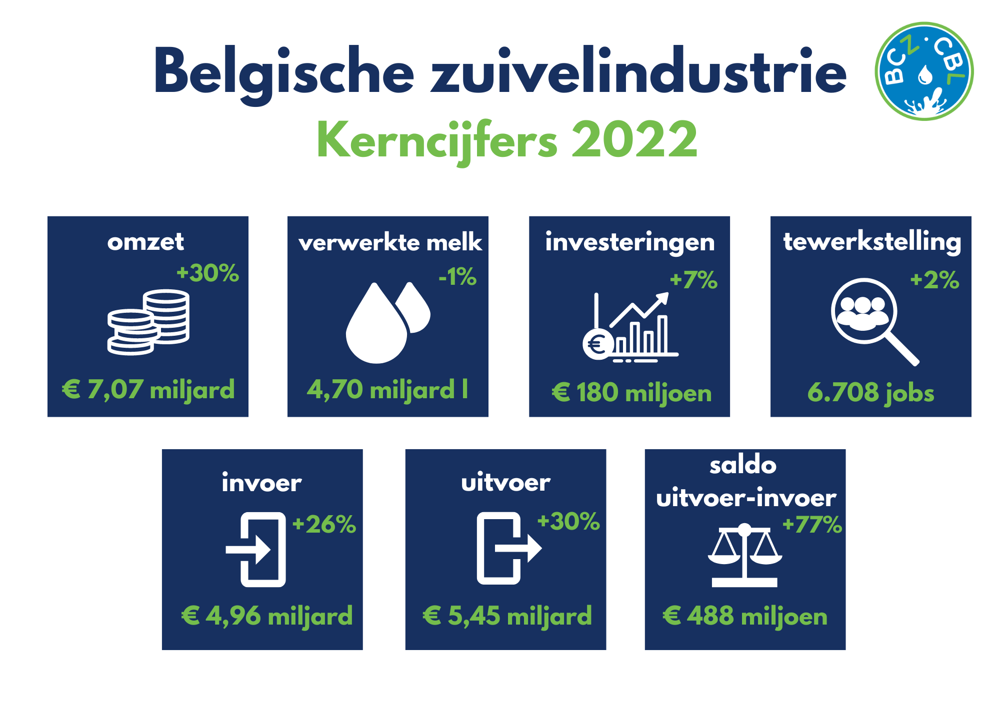 Belgische zuivelindustrie
Kerncijfers 2022
BCZ · CBL
omzet
+30%
€ 7,07 miljard
verwerkte melk
-1%
4,70 miljard l
investeringen
+7%
€
€ 180 miljoen
tewerkstelling
+2%
6.708 jobs
invoer
+26%
€ 4,96 miljard
uitvoer
+30%
€ 5,45 miljard
saldo
uitvoer-invoer
+77%
€ 488 miljoen